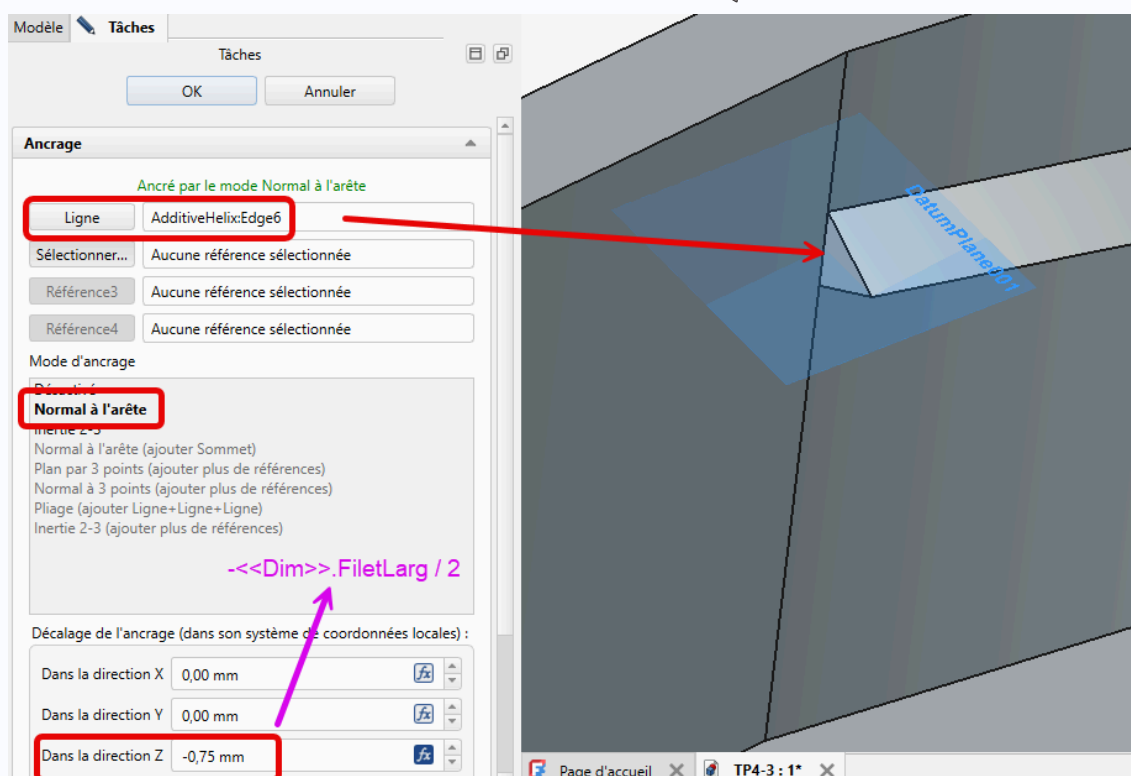 Modèle Tâches
Tâches
OK Annuler
Ancrage
Ancré par le mode Normal à l'arête
Ligne AdditiveHelix:Edge6
Sélectionner... Aucune référence sélectionnée
Référence3 Aucune référence sélectionnée
Référence4 Aucune référence sélectionnée
Mode d'ancrage
Désactivé
Normal à l'arête
Inertie 2-3
Normal à l'arête (ajouter Sommet)
Plan par 3 points (ajouter plus de références)
Normal à 3 points (ajouter plus de références)
Pliage (ajouter Ligne+Ligne+Ligne)
Inertie 2-3 (ajouter plus de références)
-<<Dim>>.FiletLarg / 2
Décalage de l'ancrage (dans son système de coordonnées locales) :
Dans la direction X 0,00 mm fx
Dans la direction Y 0,00 mm fx
Dans la direction Z -0,75 mm fx
DatumPlane001
Page d'accueil TP4-3 : 1*